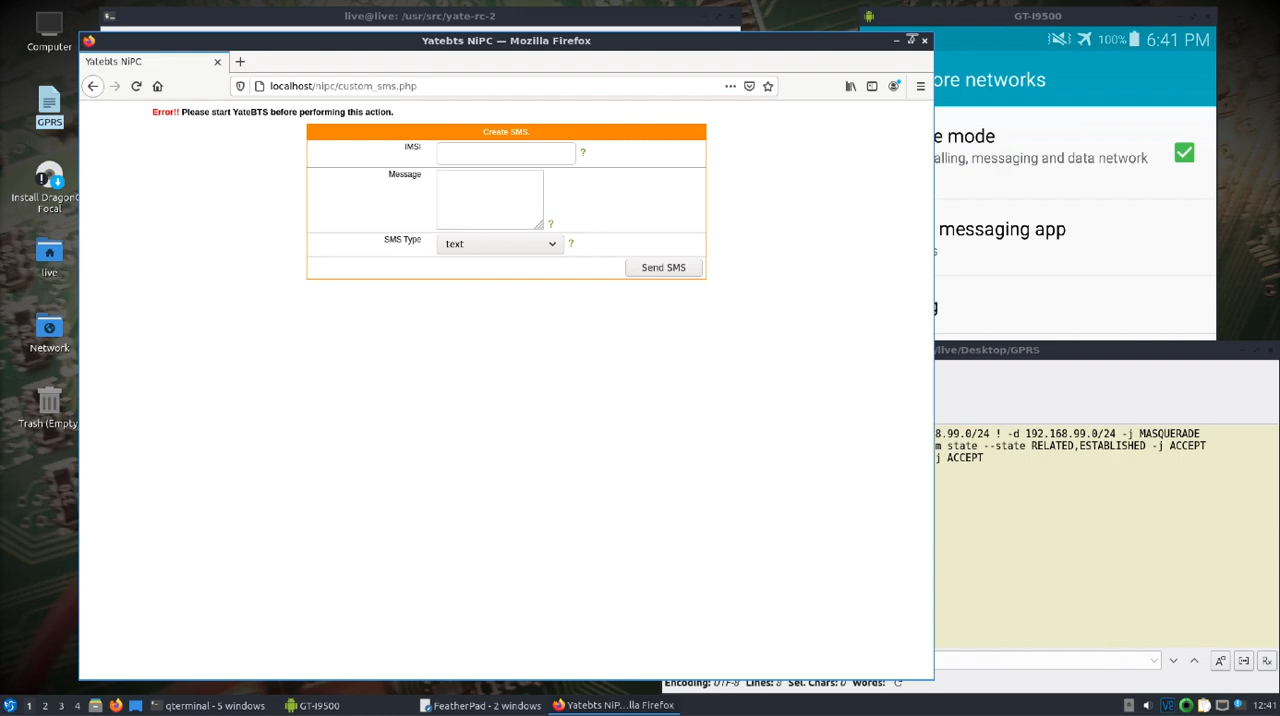 live@live: /usr/src/yate-rc-2
GT-I9500
Computer
GPRS
Install DragonO
Focal
live
Network
Trash (Empty
Yatebts NiPC — Mozilla Firefox
Yatebts NiPC
localhost/nipc/custom_sms.php
Error!! Please start YateBTS before performing this action.
Create SMS.
IMSI
?
Message
?
SMS Type
text
?
Send SMS
100%
6:41 PM
ore networks
e mode
alling, messaging and data network
messaging app
s
g
/live/Desktop/GPRS
8.99.0/24 ! -d 192.168.99.0/24 -j MASQUERADE
m state --state RELATED,ESTABLISHED -j ACCEPT
j ACCEPT
Encoding: UTF-8 Lines: 8 Sel. Chars: 0 Words:
1 2 3 4
qterminal - 5 windows
GT-I9500
FeatherPad - 2 windows
Yatebts NiP...lla Firefox
12:41